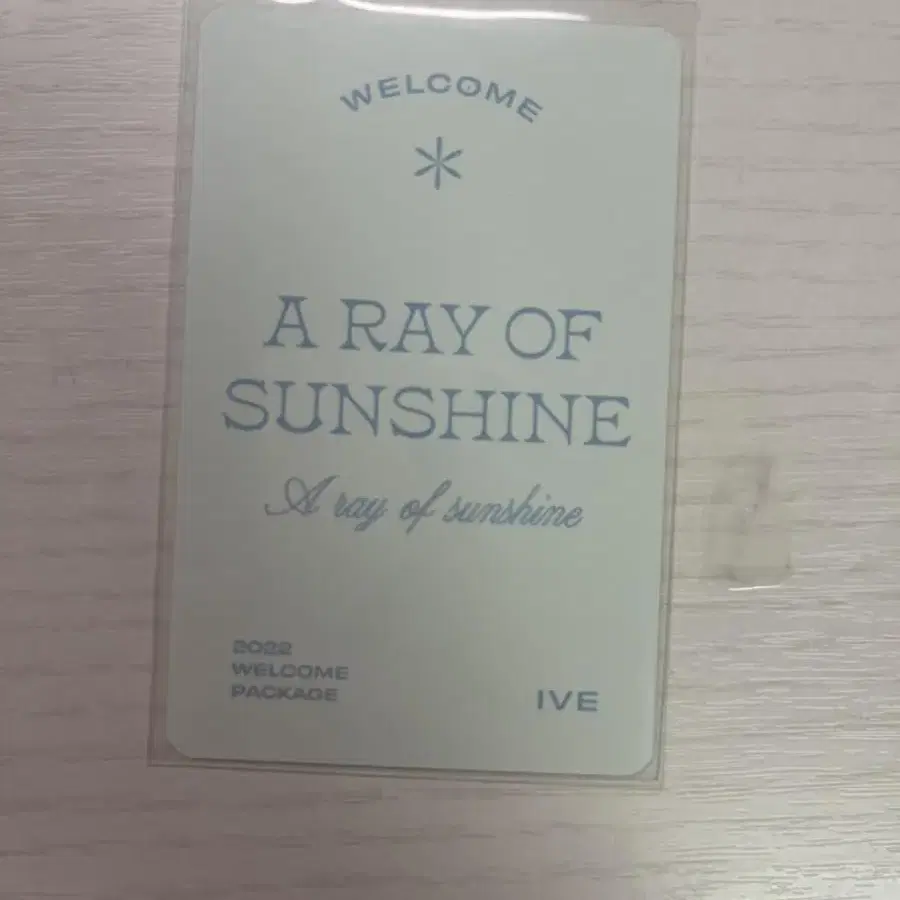 WELCOME
A RAY OF
SUNSHINE
A ray of sunshine
2022
WELCOME
PACKAGE
IVE